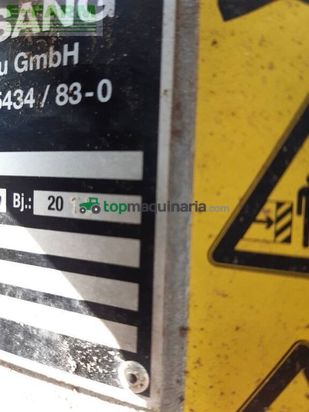 SANG
u GmbH
5434 / 83-0
Bj.: 20
topmaquinaria.com